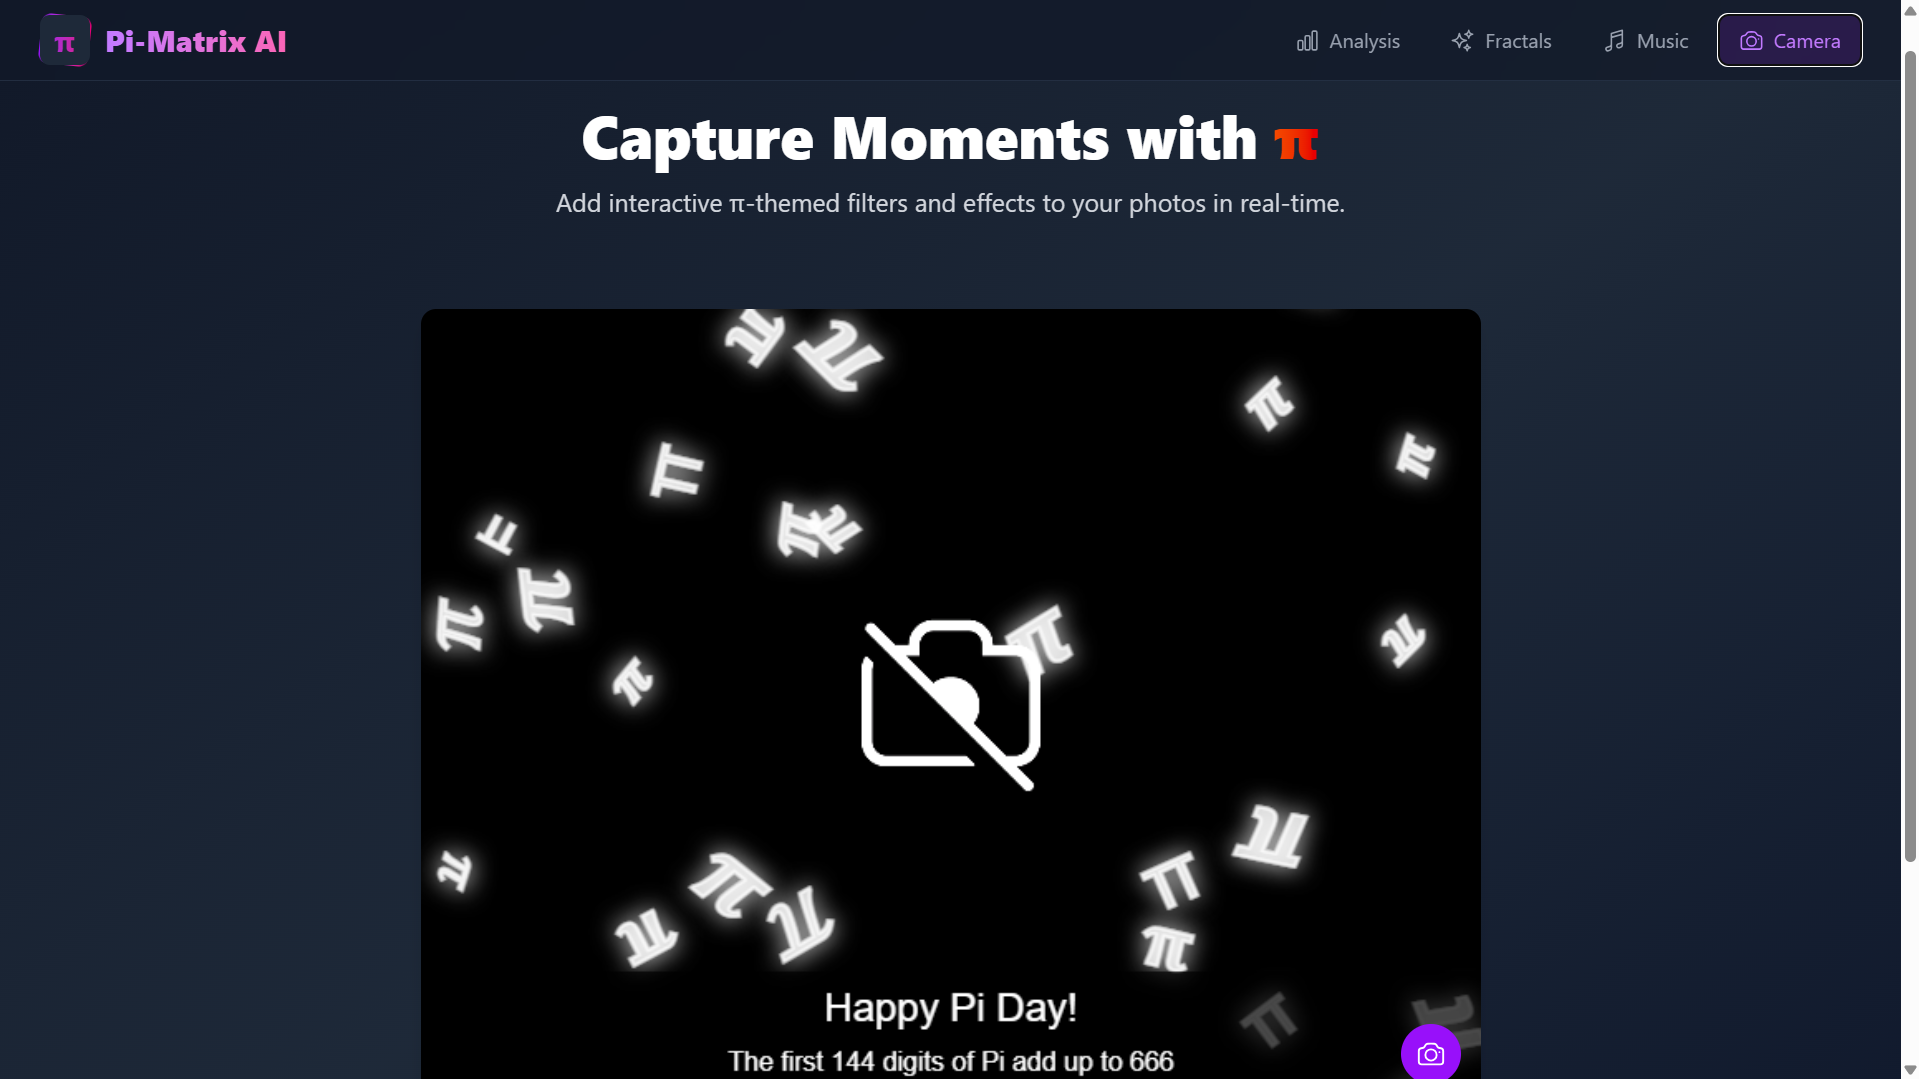 π Pi-Matrix AI Analysis Fractals Music Camera
Capture Moments with π
Add interactive π-themed filters and effects to your photos in real-time.
π π
π
π
π
π π
π
π
π
π
π
π
π
π
π
π
π
π
π
Happy Pi Day!
π π
The first 144 digits of Pi add up to 666